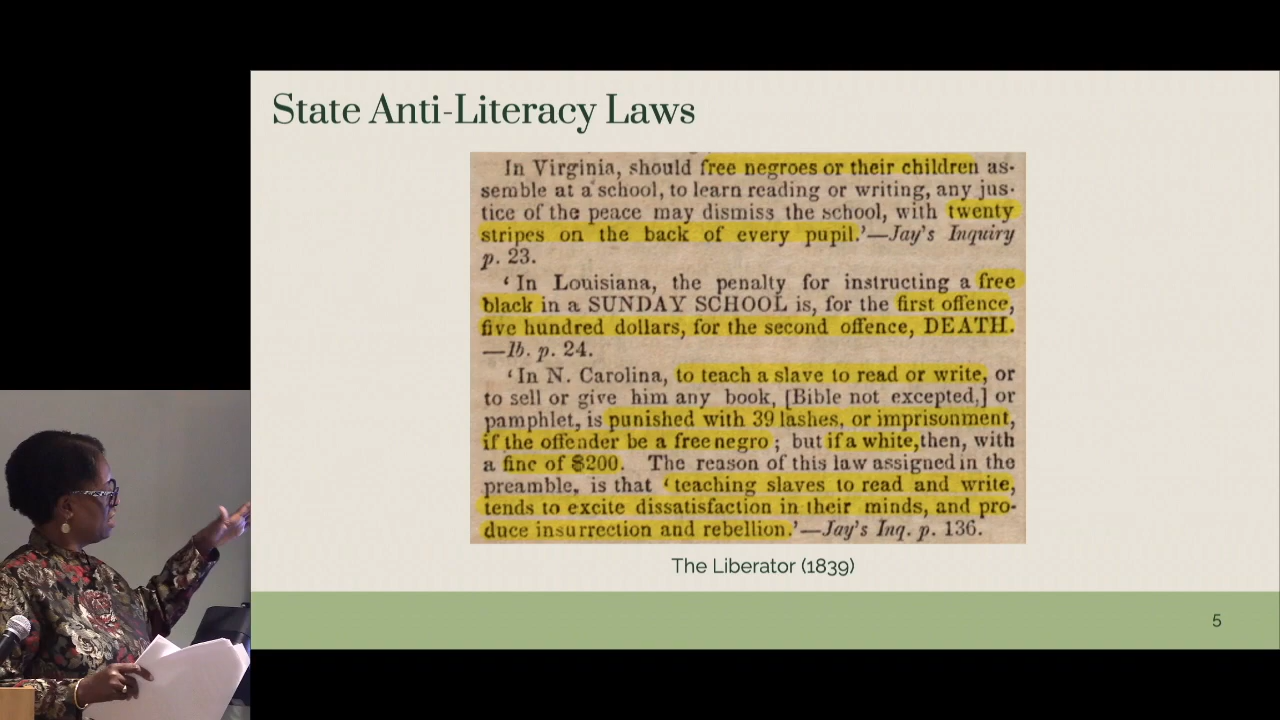 State Anti-Literacy Laws
In Virginia, should free negroes or their children as-
semble at a school, to learn reading or writing, any jus-
tice of the peace may dismiss the school, with twenty
stripes on the back of every pupil.'—Jay's Inquiry
p. 23.
'In Louisiana, the penalty for instructing a free
black in a SUNDAY SCHOOL is, for the first offence,
five hundred dollars, for the second offence, DEATH.
—Ib. p. 24.
'In N. Carolina, to teach a slave to read or write, or
to sell or give him any book, [Bible not excepted,] or
pamphlet, is punished with 39 lashes, or imprisonment,
if the offender be a free negro; but if a white, then, with
a fine of $200. The reason of this law assigned in the
preamble, is that 'teaching slaves to read and write,
tends to excite dissatisfaction in their minds, and pro-
duce insurrection and rebellion.'—Jay's Inq. p. 136.
The Liberator (1839)
5